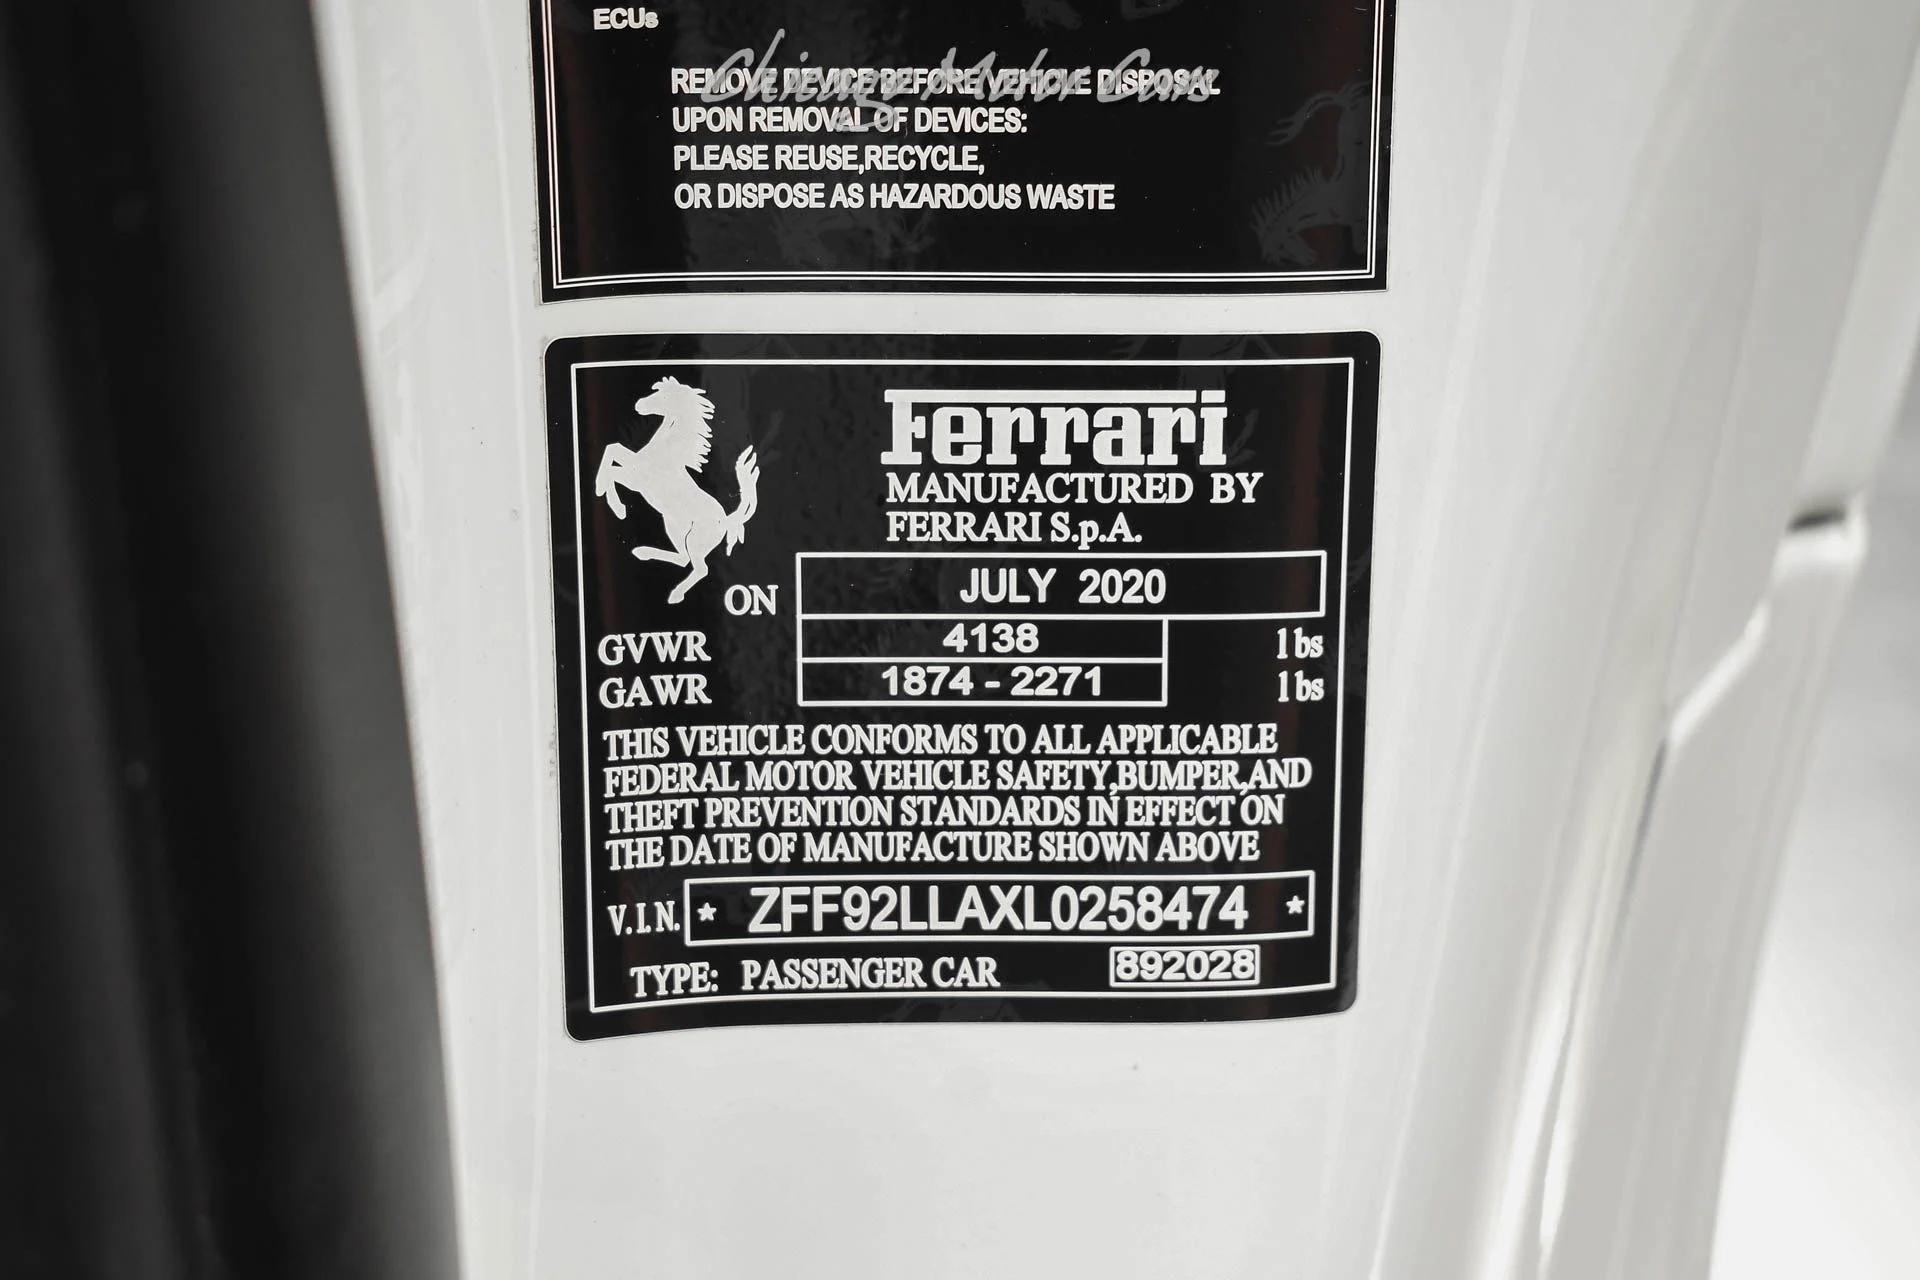 ECUs
Chicago Motor Cars
REMOVE DEVICE BEFORE VEHICLE DISPOSAL
UPON REMOVAL OF DEVICES:
PLEASE REUSE,RECYCLE,
OR DISPOSE AS HAZARDOUS WASTE
Ferrari
MANUFACTURED BY
FERRARI S.p.A.
ON JULY 2020
GVWR 4138 lbs
GAWR 1874 - 2271 lbs
THIS VEHICLE CONFORMS TO ALL APPLICABLE
FEDERAL MOTOR VEHICLE SAFETY,BUMPER,AND
THEFT PREVENTION STANDARDS IN EFFECT ON
THE DATE OF MANUFACTURE SHOWN ABOVE
V.I.N. * ZFF92LLAXL0258474 *
TYPE: PASSENGER CAR 892028